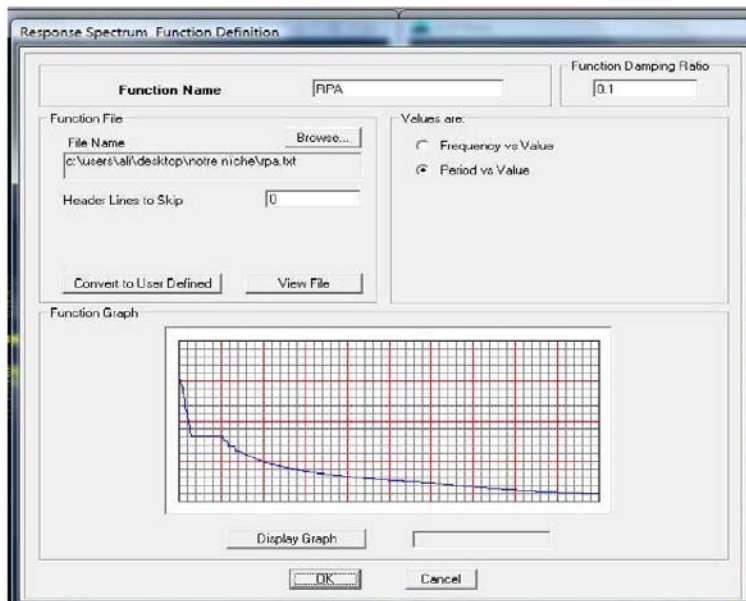 Response Spectrum Function Definition
Function Name
RPA
Function Damping Ratio
0.1
Function File
File Name
Browse...
c:\users\ali\desktop\notre niche\rpa.txt
Header Lines to Skip
0
Convert to User Defined
View File
Values are:
Frequency vs Value
Period vs Value
Function Graph
Display Graph
OK
Cancel